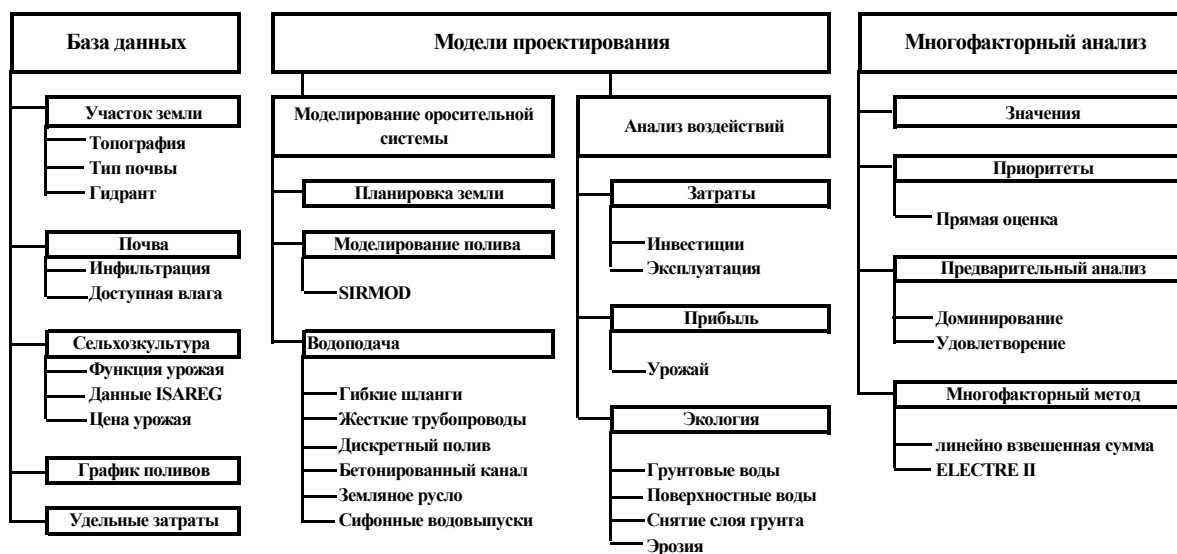 База данных
Участок земли
Топография
Тип почвы
Гидрант
Почва
Инфильтрация
Доступная влага
Сельхозкультура
Функция урожая
Данные ISAREG
Цена урожая
График поливов
Удельные затраты
Модели проектирования
Моделирование оросительной
системы
Планировка земли
Моделирование полива
SIRMOD
Водоподача
Гибкие шланги
Жесткие трубопроводы
Дискретный полив
Бетонированный канал
Земляное русло
Сифонные водовыпуски
Анализ воздействий
Затраты
Инвестиции
Эксплуатация
Прибыль
Урожай
Экология
Грунтовые воды
Поверхностные воды
Снятие слоя грунта
Эрозия
Многофакторный анализ
Значения
Приоритеты
Прямая оценка
Предварительный анализ
Доминирование
Удовлетворение
Многофакторный метод
линейно взвешенная сумма
ELECTRE II